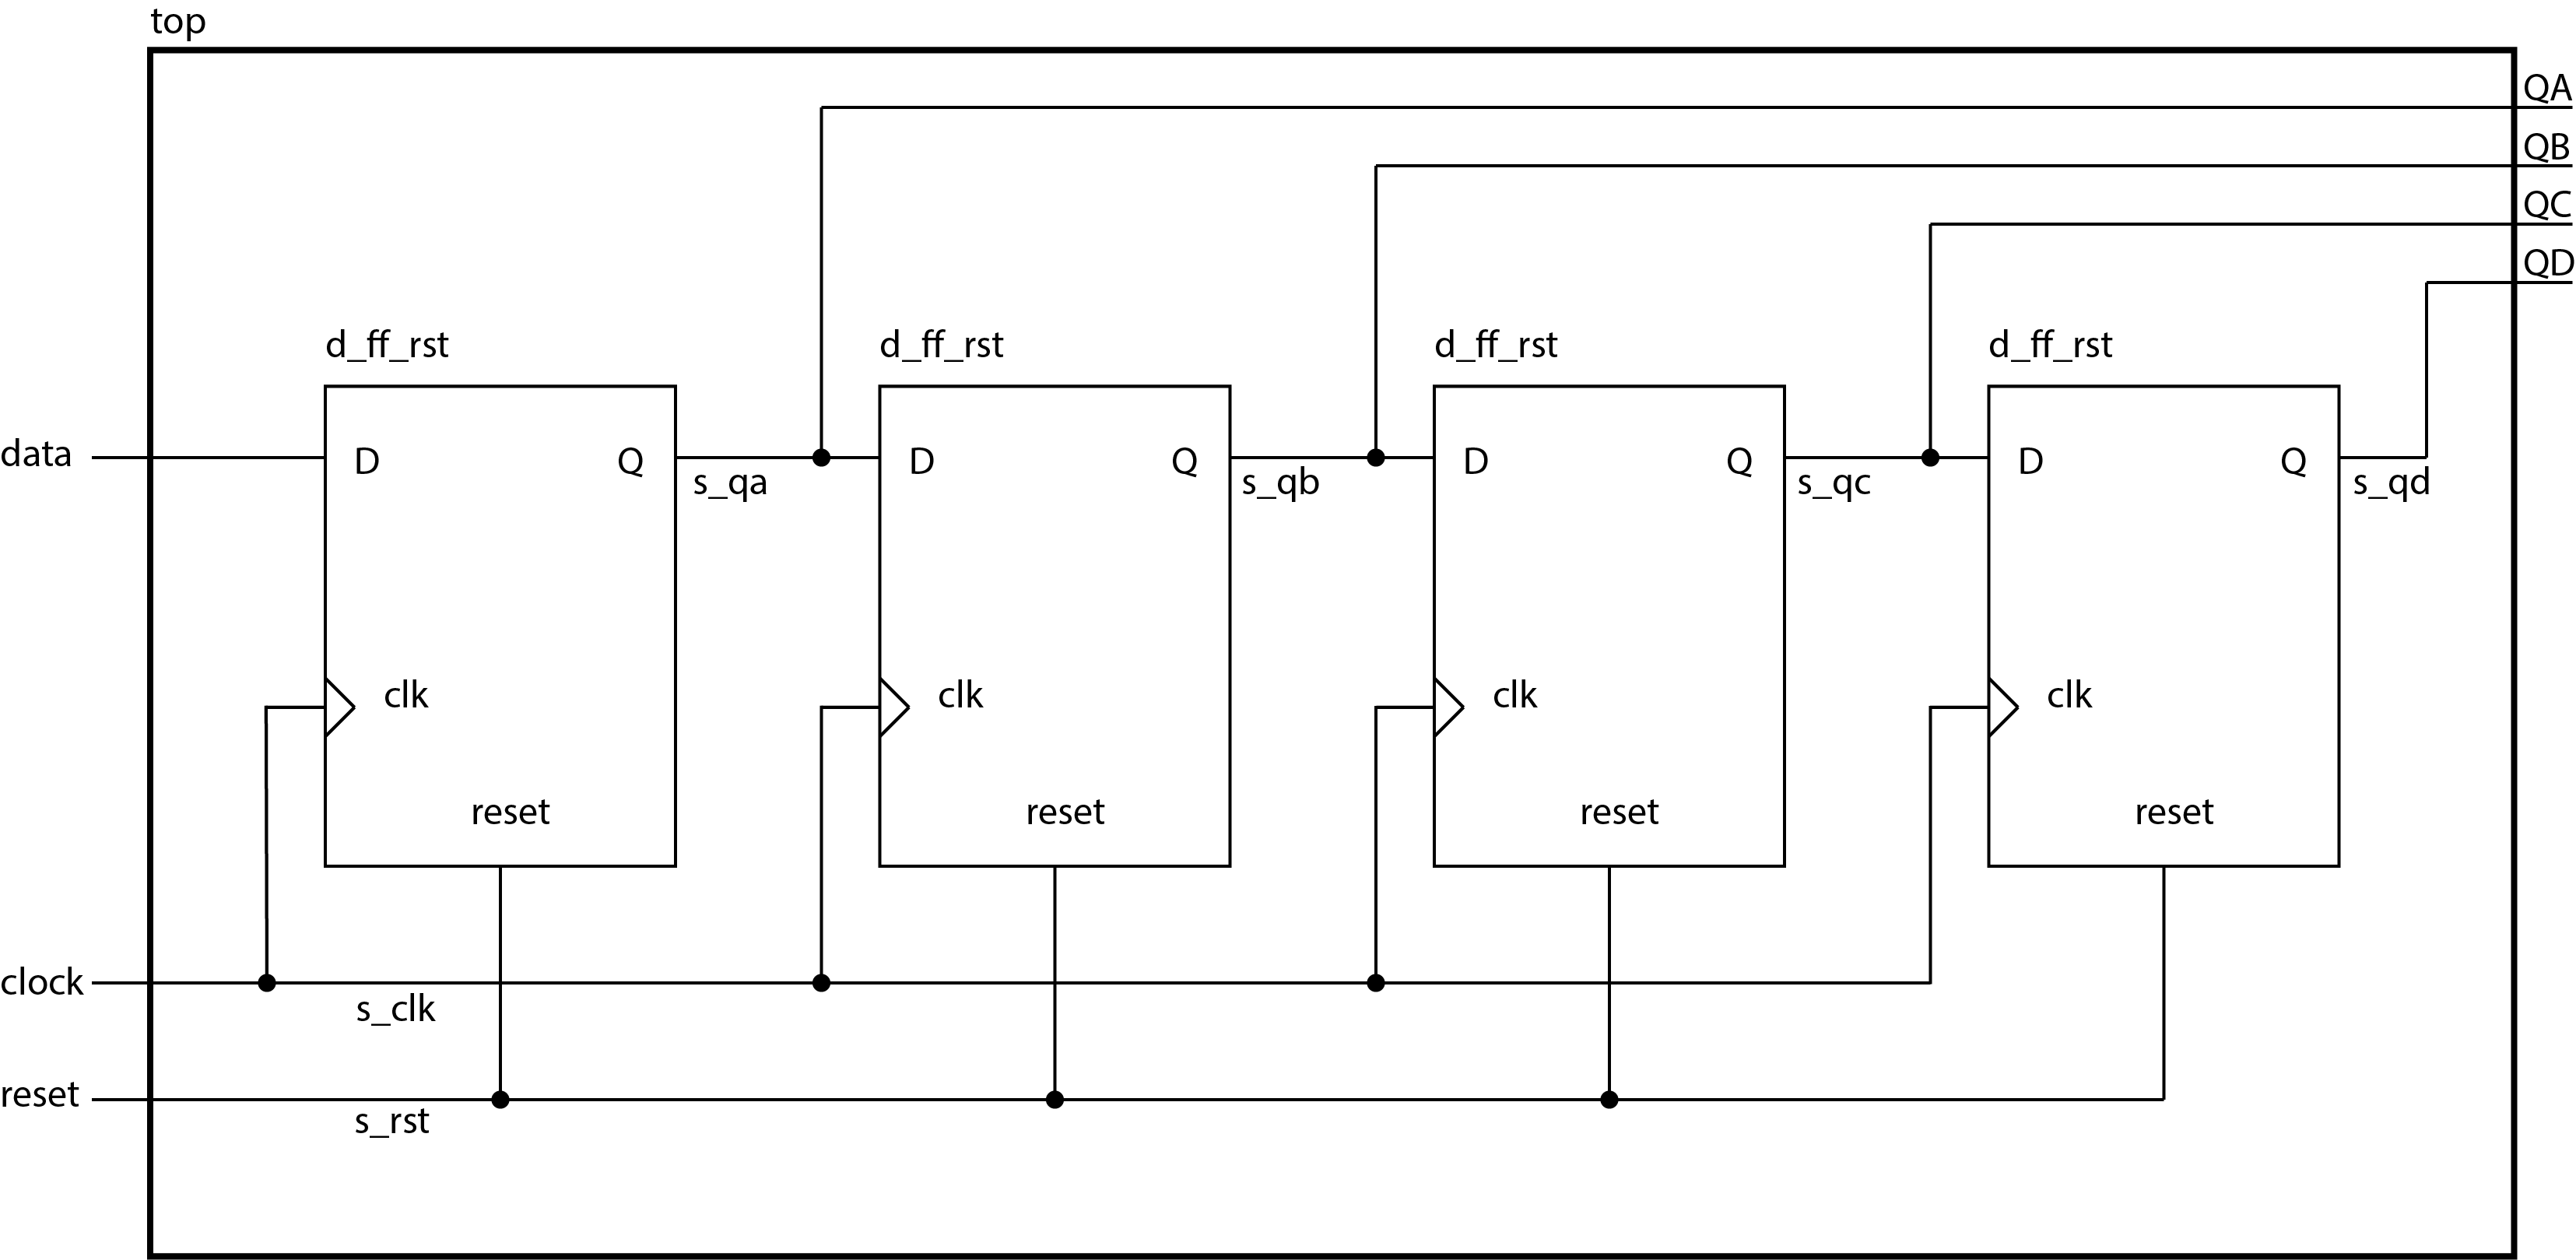 top
QA
QB
QC
QD
d_ff_rst d_ff_rst d_ff_rst d_ff_rst
data D Q D Q D Q D Q
s_qa s_qb s_qc s_qd
clk clk clk clk
reset reset reset reset
clock
s_clk
reset
s_rst